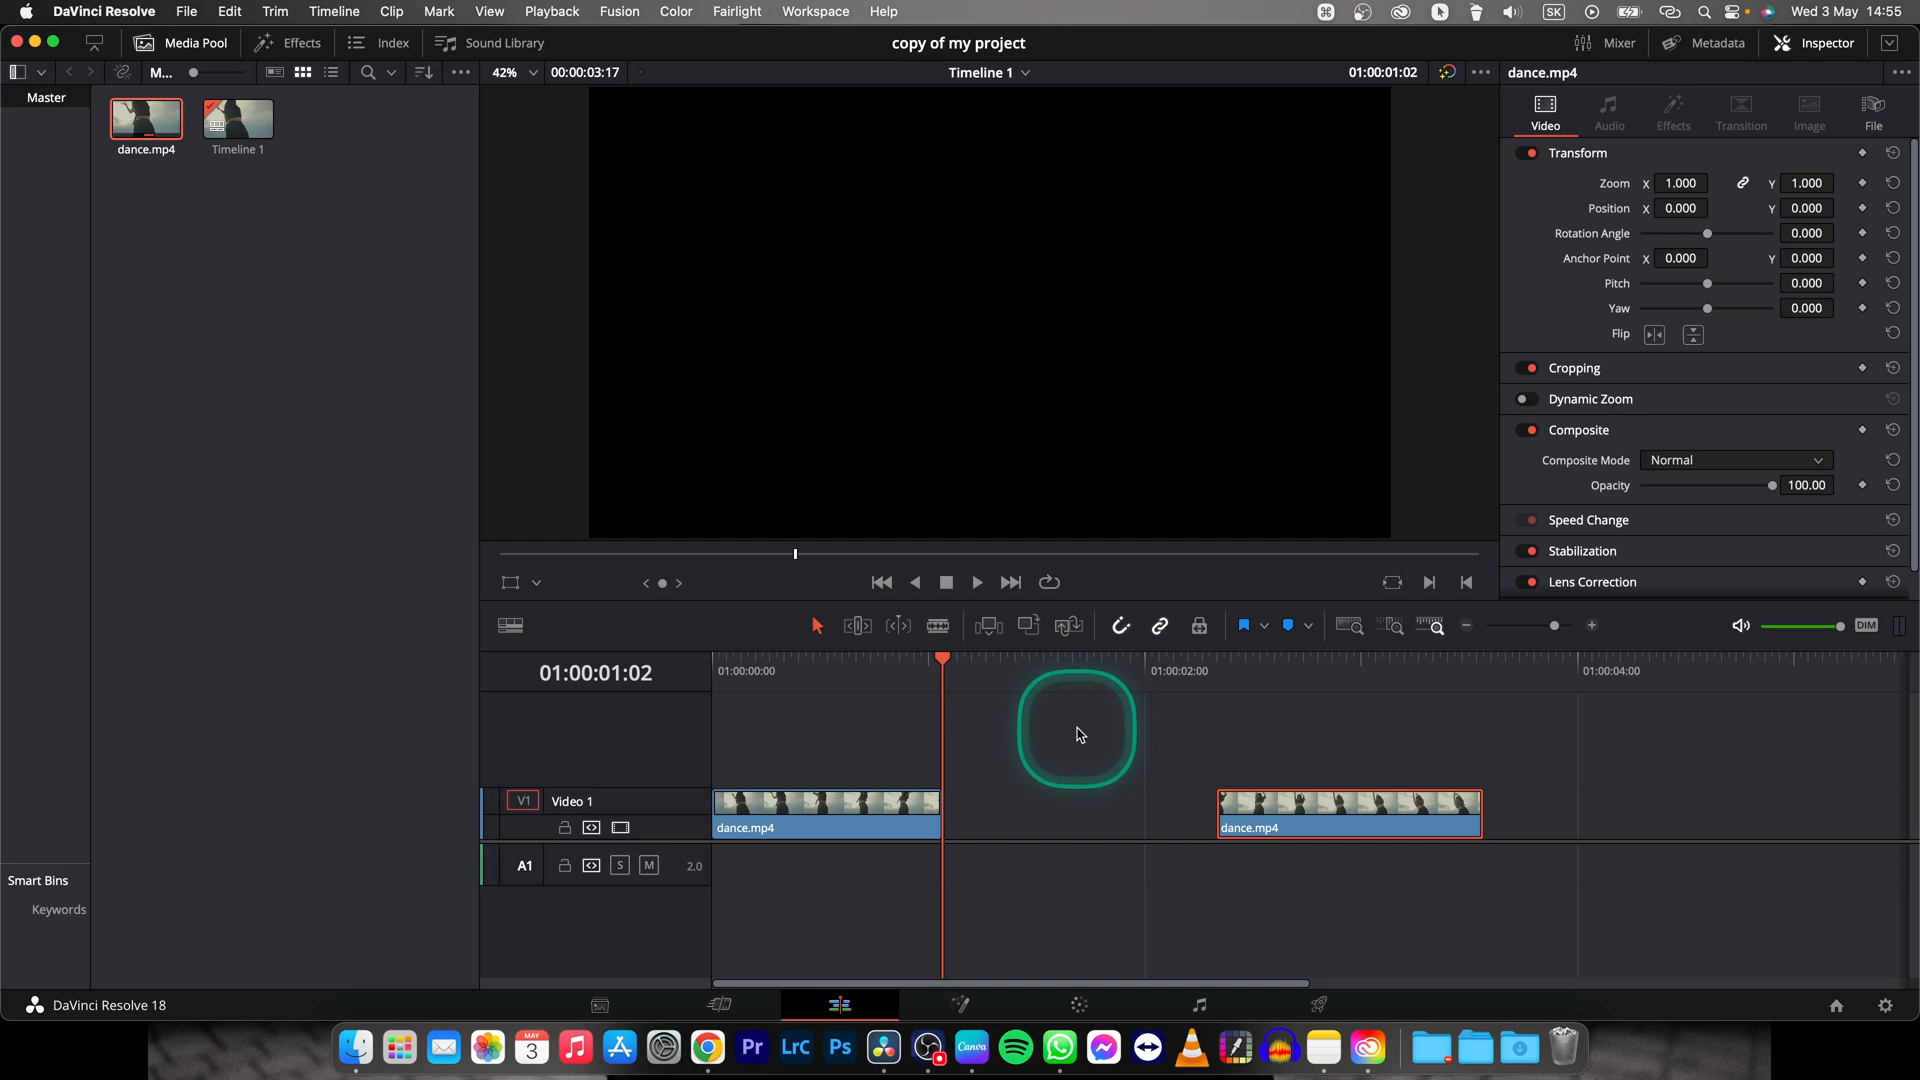 DaVinci Resolve File Edit Trim Timeline Clip Mark View Playback Fusion Color Fairlight Workspace Help SK Wed 3 May 14:55
Media Pool Effects Index Sound Library copy of my project Mixer Metadata Inspector
M... 42% 00:00:03:17 Timeline 1 01:00:01:02 dance.mp4
Master
dance.mp4 Timeline 1
Video Audio Effects Transition Image File
Transform
Zoom X 1.000 Y 1.000
Position X 0.000 Y 0.000
Rotation Angle 0.000
Anchor Point X 0.000 Y 0.000
Pitch 0.000
Yaw 0.000
Flip
Cropping
Dynamic Zoom
Composite
Composite Mode Normal
Opacity 100.00
Speed Change
Stabilization
Lens Correction
DIM
01:00:01:02 01:00:00:00 01:00:02:00 01:00:04:00
V1 Video 1
dance.mp4 dance.mp4
A1 S M 2.0
Smart Bins
Keywords
DaVinci Resolve 18
MAY
3
Pr LrC Ps Canva